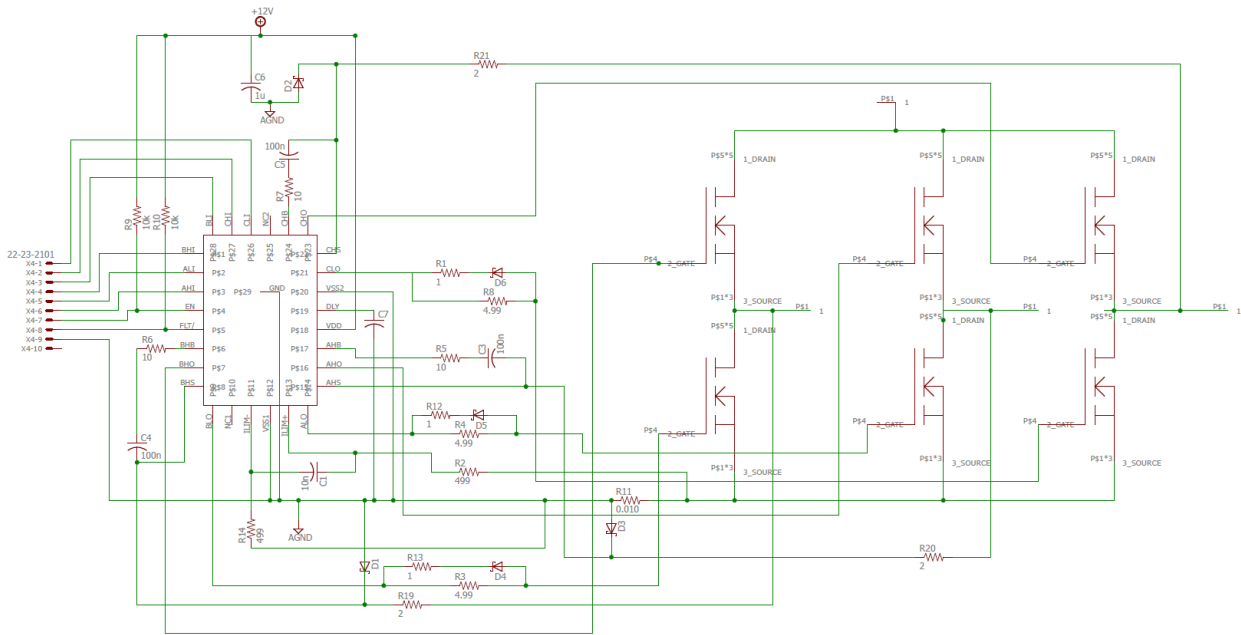 +12V
R21
2
C6
1u
D2
AGND
P$1 1
100n
C5
R7
10
P$5*5 1_DRAIN
P$5*5 1_DRAIN
P$5*5 1_DRAIN
R9
10k
R10
10k
BLI
CHI
CLI
NC2
CHB
CHO
P$28
P$27
P$26
P$25
P$24
P$23
22-23-2101
X4-1
X4-2
X4-3
X4-4
X4-5
X4-6
X4-7
X4-8
X4-9
X4-10
BHI P$1 P$22 CHS
ALI P$2 P$21 CLO
AHI P$3 P$29 GND P$20 VSS2
EN P$4 P$19 DLY
FLT/ P$5 P$18 VDD
BHB P$6 P$17 AHB
BHO P$7 P$16 AHO
BHS P$8 P$15 AHS
P$9
P$10
P$11
P$12
P$13
P$14
BLO
NC1
ILIM-
VSS1
ILIM+
ALO
R1
1
D6
R8
4.99
C7
R6
10
R5
10
C3
100n
P$4 2_GATE
P$4 2_GATE
P$4 2_GATE
P$1*3 3_SOURCE
P$1*3 3_SOURCE
P$1*3 3_SOURCE
P$1 1
P$1 1
P$1 1
P$5*5 1_DRAIN
P$5*5 1_DRAIN
P$5*5 1_DRAIN
R12
1
D5
R4
4.99
P$4 2_GATE
P$4 2_GATE
P$4 2_GATE
C4
100n
C1
10n
R2
499
P$1*3 3_SOURCE
P$1*3 3_SOURCE
P$1*3 3_SOURCE
R11
0.010
R14
499
AGND
D3
D1
R13
1
D4
R3
4.99
R20
2
R19
2